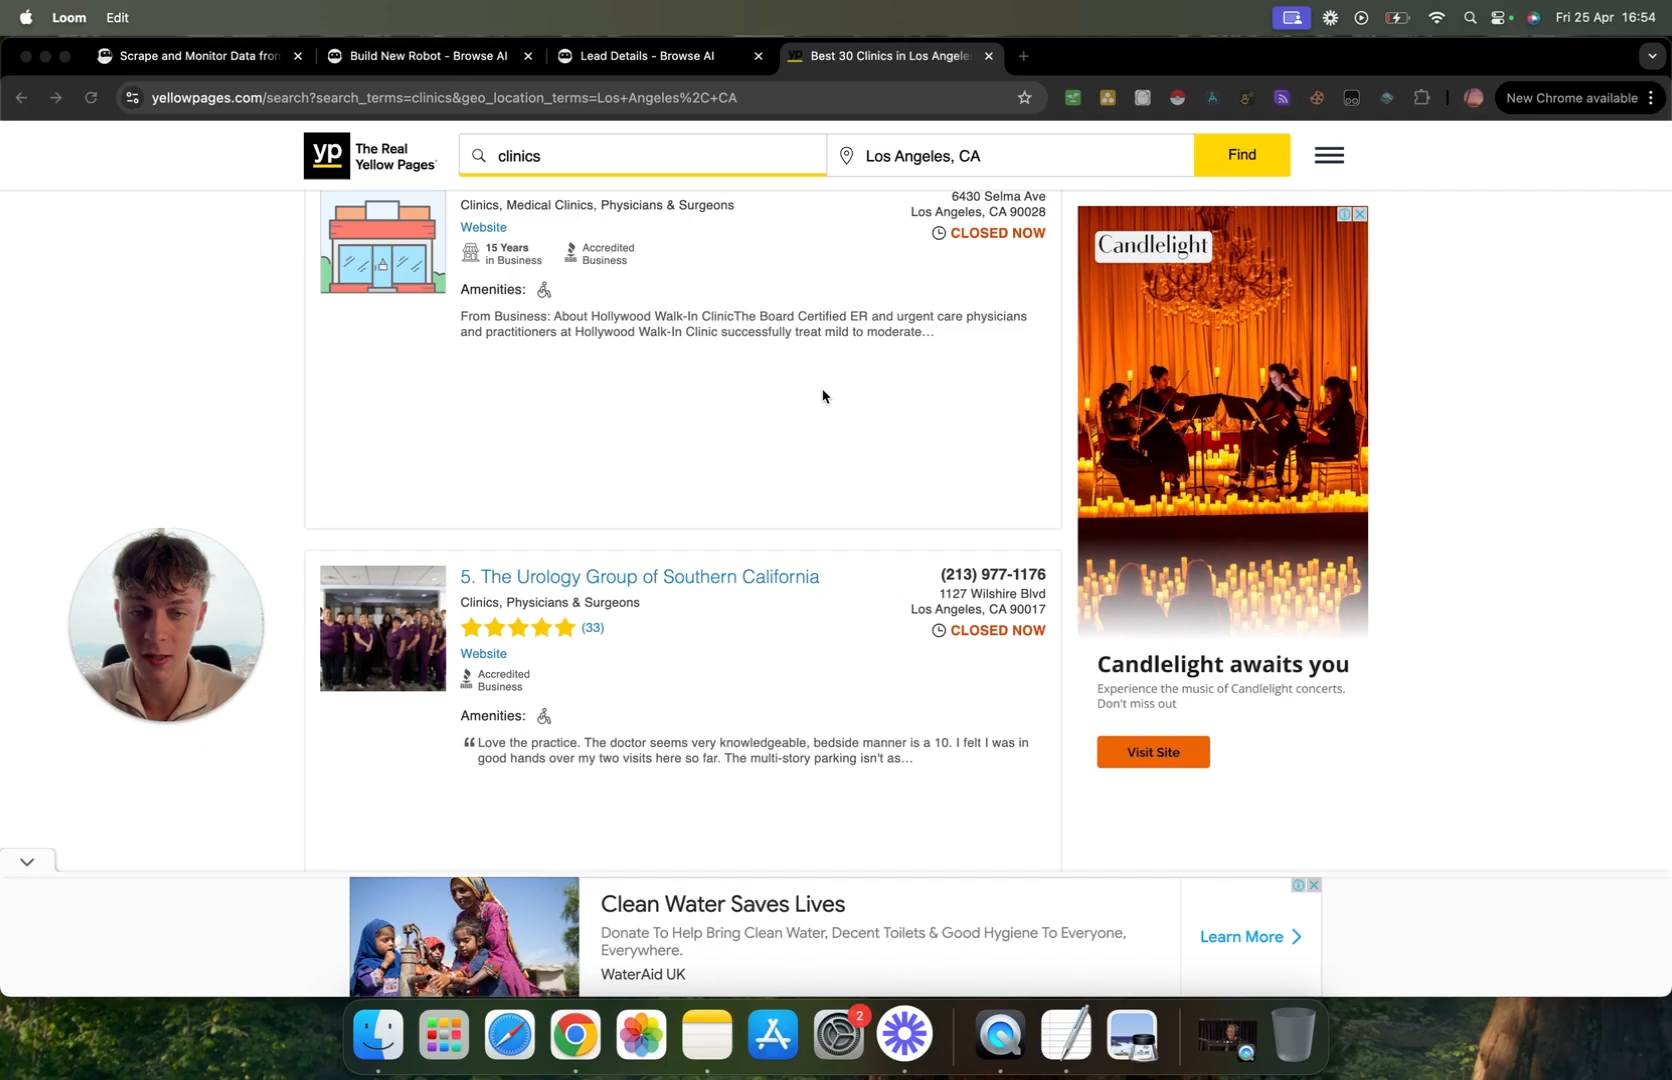 Loom Edit
Fri 25 Apr 16:54
Scrape and Monitor Data from
Build New Robot - Browse AI
Lead Details - Browse AI
yp Best 30 Clinics in Los Angeles
yellowpages.com/search?search_terms=clinics&geo_location_terms=Los+Angeles%2C+CA
New Chrome available
yp
The Real
Yellow Pages
clinics
Los Angeles, CA
Find
Clinics, Medical Clinics, Physicians & Surgeons
Website
15 Years
in Business
Accredited
Business
Amenities:
From Business: About Hollywood Walk-In ClinicThe Board Certified ER and urgent care physicians
and practitioners at Hollywood Walk-In Clinic successfully treat mild to moderate…
6430 Selma Ave
Los Angeles, CA 90028
CLOSED NOW
5. The Urology Group of Southern California
Clinics, Physicians & Surgeons
(33)
Website
BBB
Accredited
Business
Amenities:
“ Love the practice. The doctor seems very knowledgeable, bedside manner is a 10. I felt I was in
good hands over my two visits here so far. The multi-story parking isn't as…
(213) 977-1176
1127 Wilshire Blvd
Los Angeles, CA 90017
CLOSED NOW
Candlelight
Candlelight awaits you
Experience the music of Candlelight concerts.
Don't miss out
Visit Site
Clean Water Saves Lives
Donate To Help Bring Clean Water, Decent Toilets & Good Hygiene To Everyone,
Everywhere.
WaterAid UK
Learn More
2